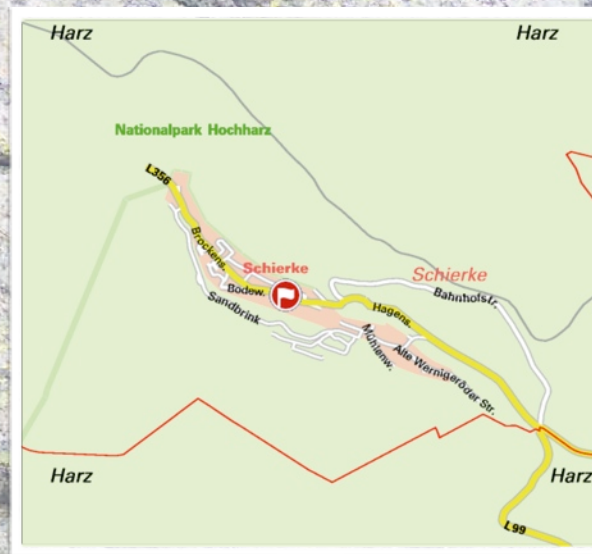 Harz
Harz
Nationalpark Hochharz
L356
Brockens.
Schierke
Schierke
Bodew.
Bahnhofstr.
Sandbrink
Hagens.
Mühlenw.
Alte Wernigeröder Str.
Harz
Harz
L99